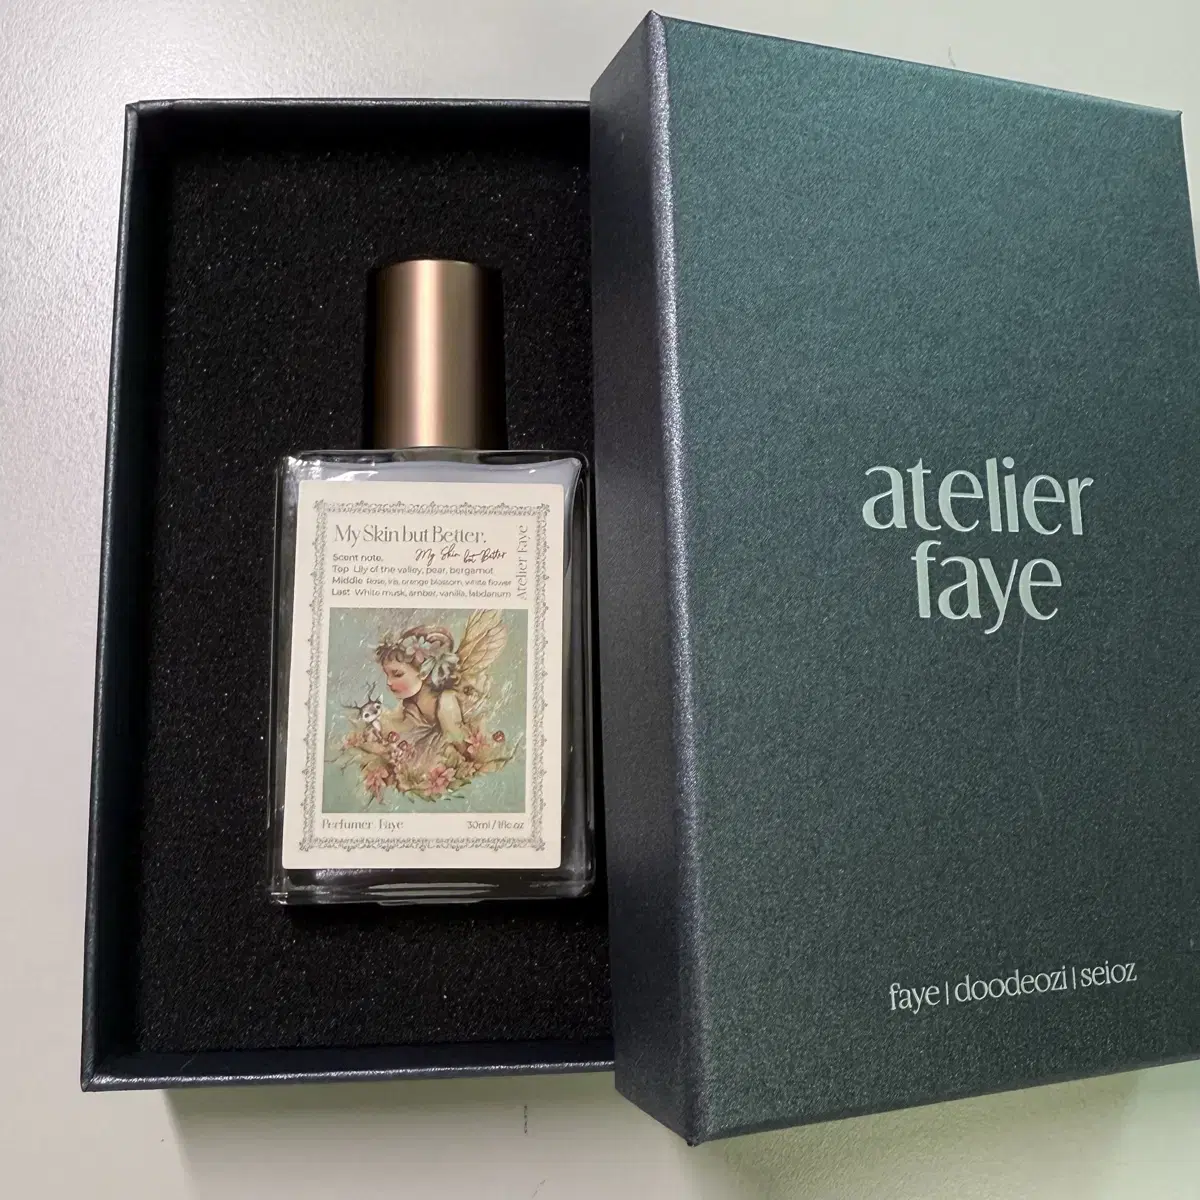 My Skin but Better.
Scent note.
My Skin but Better
Top Lily of the valley, pear, bergamot
Middle Rose, iris, orange blossom, white flower
Last White musk, amber, vanilla, labdanum
Atelier Faye
Perfumer Faye
30ml / 1fl oz
atelier
faye
faye | doodeozi | seioz